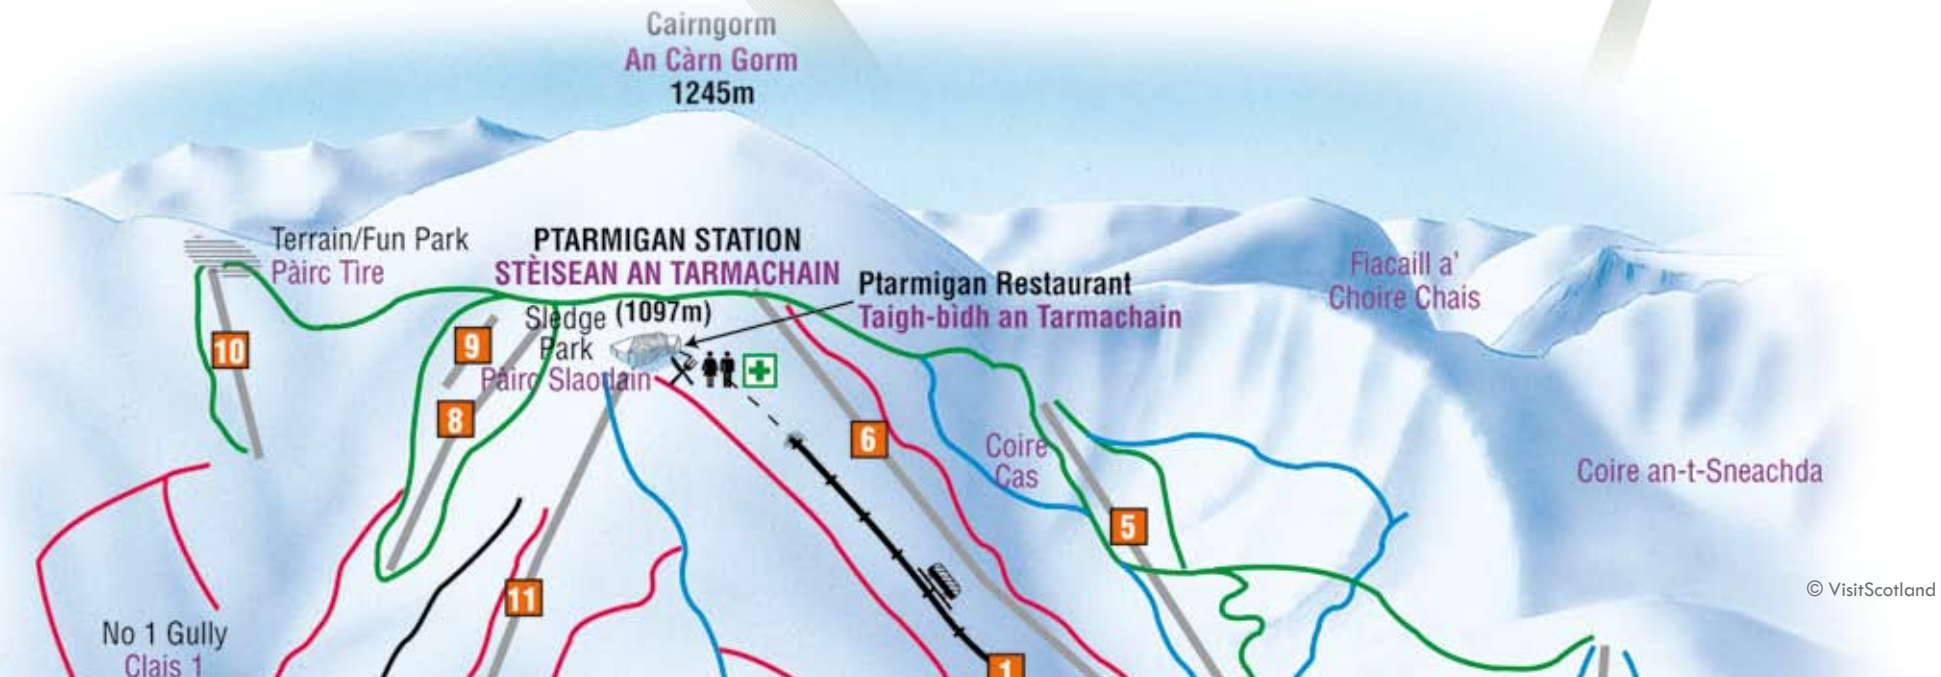 Cairngorm
An Càrn Gorm
1245m
Terrain/Fun Park
Pàirc Tìre
PTARMIGAN STATION
STÈISEAN AN TARMACHAIN
(1097m)
Ptarmigan Restaurant
Taigh-bìdh an Tarmachain
Sledge
Park
Pàirc Slaodain
Fiacaill a'
Choire Chais
10
9
8
6
Coire
Cas
Coire an-t-Sneachda
5
11
© VisitScotland
No 1 Gully
Clais 1
1